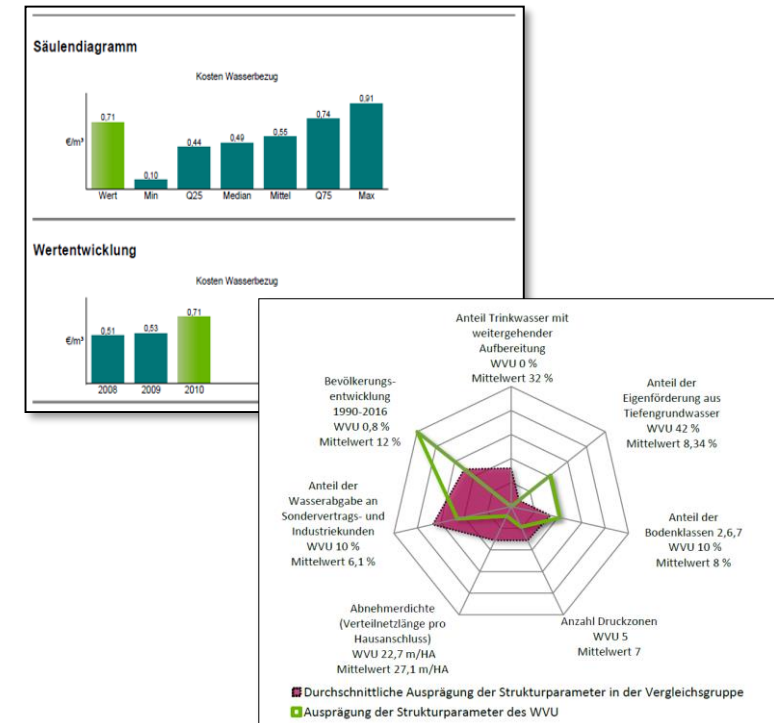 Säulendiagramm
Kosten Wasserbezug
€/m³
0,71
0,10
0,44
0,49
0,55
0,74
0,91
Wert
Min
Q25
Median
Mittel
Q75
Max
Wertentwicklung
Kosten Wasserbezug
€/m³
0,51
0,53
0,71
2008
2009
2010
Anteil Trinkwasser mit
weitergehender
Aufbereitung
WVU 0 %
Mittelwert 32 %
Anteil der
Eigenförderung aus
Tiefengrundwasser
WVU 42 %
Mittelwert 8,34 %
Anteil der
Bodenklassen 2,6,7
WVU 10 %
Mittelwert 8 %
Anzahl Druckzonen
WVU 5
Mittelwert 7
Abnehmerdichte
(Verteilnetzlänge pro
Hausanschluss)
WVU 22,7 m/HA
Mittelwert 27,1 m/HA
Anteil der
Wasserabgabe an
Sondervertrags- und
Industriekunden
WVU 10 %
Mittelwert 6,1 %
Bevölkerungs-
entwicklung
1990-2016
WVU 0,8 %
Mittelwert 12 %
Durchschnittliche Ausprägung der Strukturparameter in der Vergleichsgruppe
Ausprägung der Strukturparameter des WVU